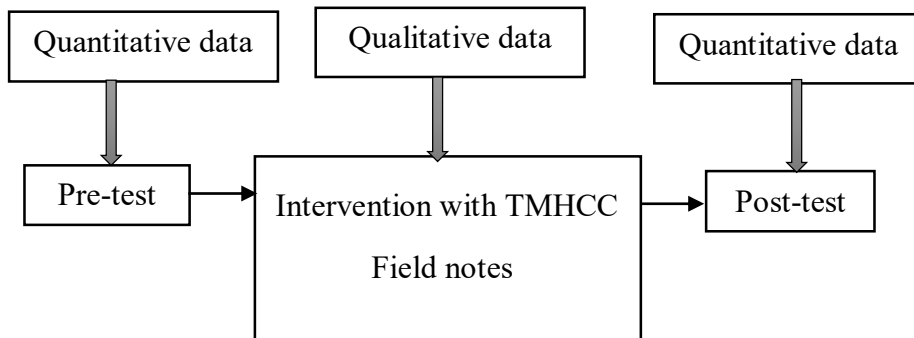 Quantitative data
Qualitative data
Quantitative data
Pre-test
Intervention with TMHCC
Field notes
Post-test